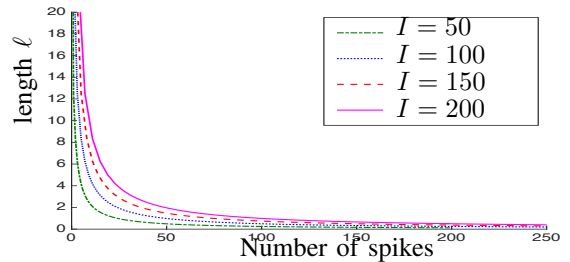 length ℓ
20
18
16
14
12
10
8
6
4
2
0
0 50 100 150 200 250
Number of spikes
I = 50
I = 100
I = 150
I = 200